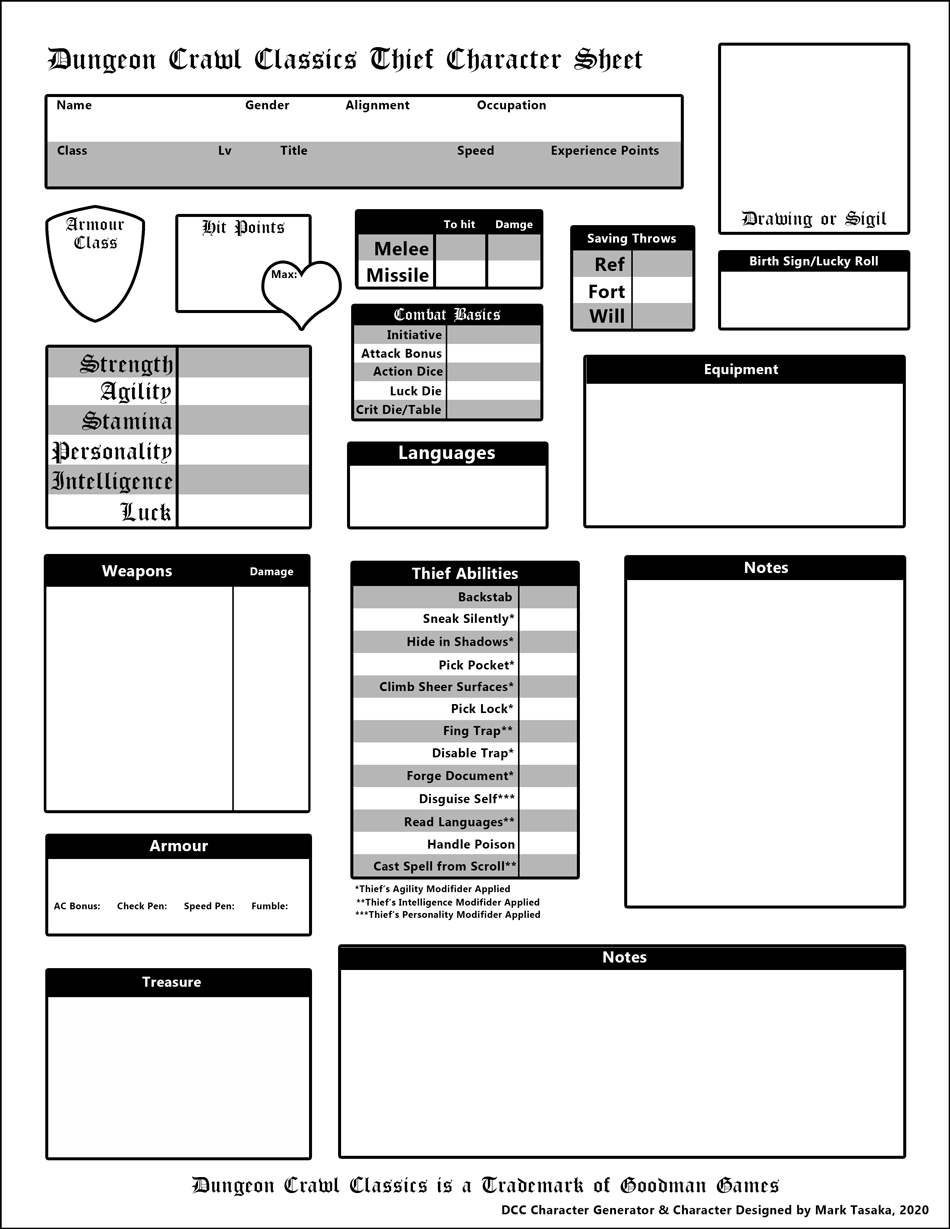 Dungeon Crawl Classics Thief Character Sheet
Name Gender Alignment Occupation
Class Lv Title Speed Experience Points
Drawing or Sigil
Armour
Class
Hit Points
Max:
To hit Damge
Melee
Missile
Saving Throws
Ref
Fort
Will
Birth Sign/Lucky Roll
Combat Basics
Initiative
Attack Bonus
Action Dice
Luck Die
Crit Die/Table
Strength
Agility
Stamina
Personality
Intelligence
Luck
Languages
Equipment
Weapons Damage
Thief Abilities
Backstab
Sneak Silently*
Hide in Shadows*
Pick Pocket*
Climb Sheer Surfaces*
Pick Lock*
Fing Trap**
Disable Trap*
Forge Document*
Disguise Self***
Read Languages**
Handle Poison
Cast Spell from Scroll**
*Thief's Agility Modifider Applied
**Thief's Intelligence Modifider Applied
***Thief's Personality Modifider Applied
Notes
Armour
AC Bonus: Check Pen: Speed Pen: Fumble:
Treasure
Notes
Dungeon Crawl Classics is a Trademark of Goodman Games
DCC Character Generator & Character Designed by Mark Tasaka, 2020